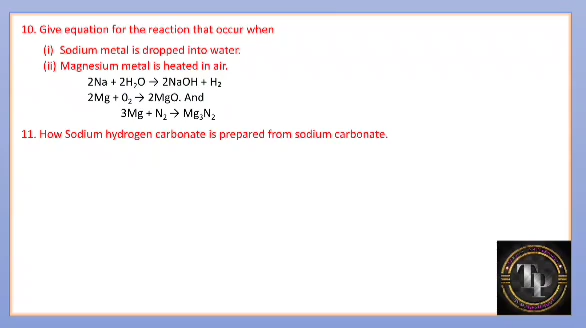 10. Give equation for the reaction that occur when
(i) Sodium metal is dropped into water.
(ii) Magnesium metal is heated in air.
2Na + 2H₂O → 2NaOH + H₂
2Mg + 0₂ → 2MgO. And
3Mg + N₂ → Mg₃N₂
11. How Sodium hydrogen carbonate is prepared from sodium carbonate.
TP